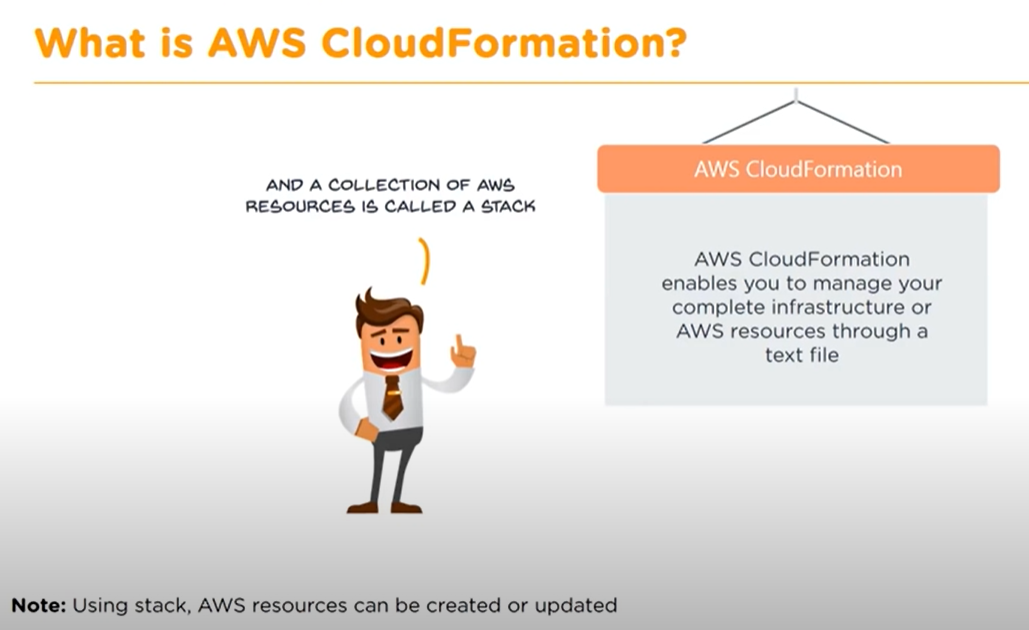 What is AWS CloudFormation?
AND A COLLECTION OF AWS
RESOURCES IS CALLED A STACK
AWS CloudFormation
AWS CloudFormation
enables you to manage your
complete infrastructure or
AWS resources through a
text file
Note: Using stack, AWS resources can be created or updated